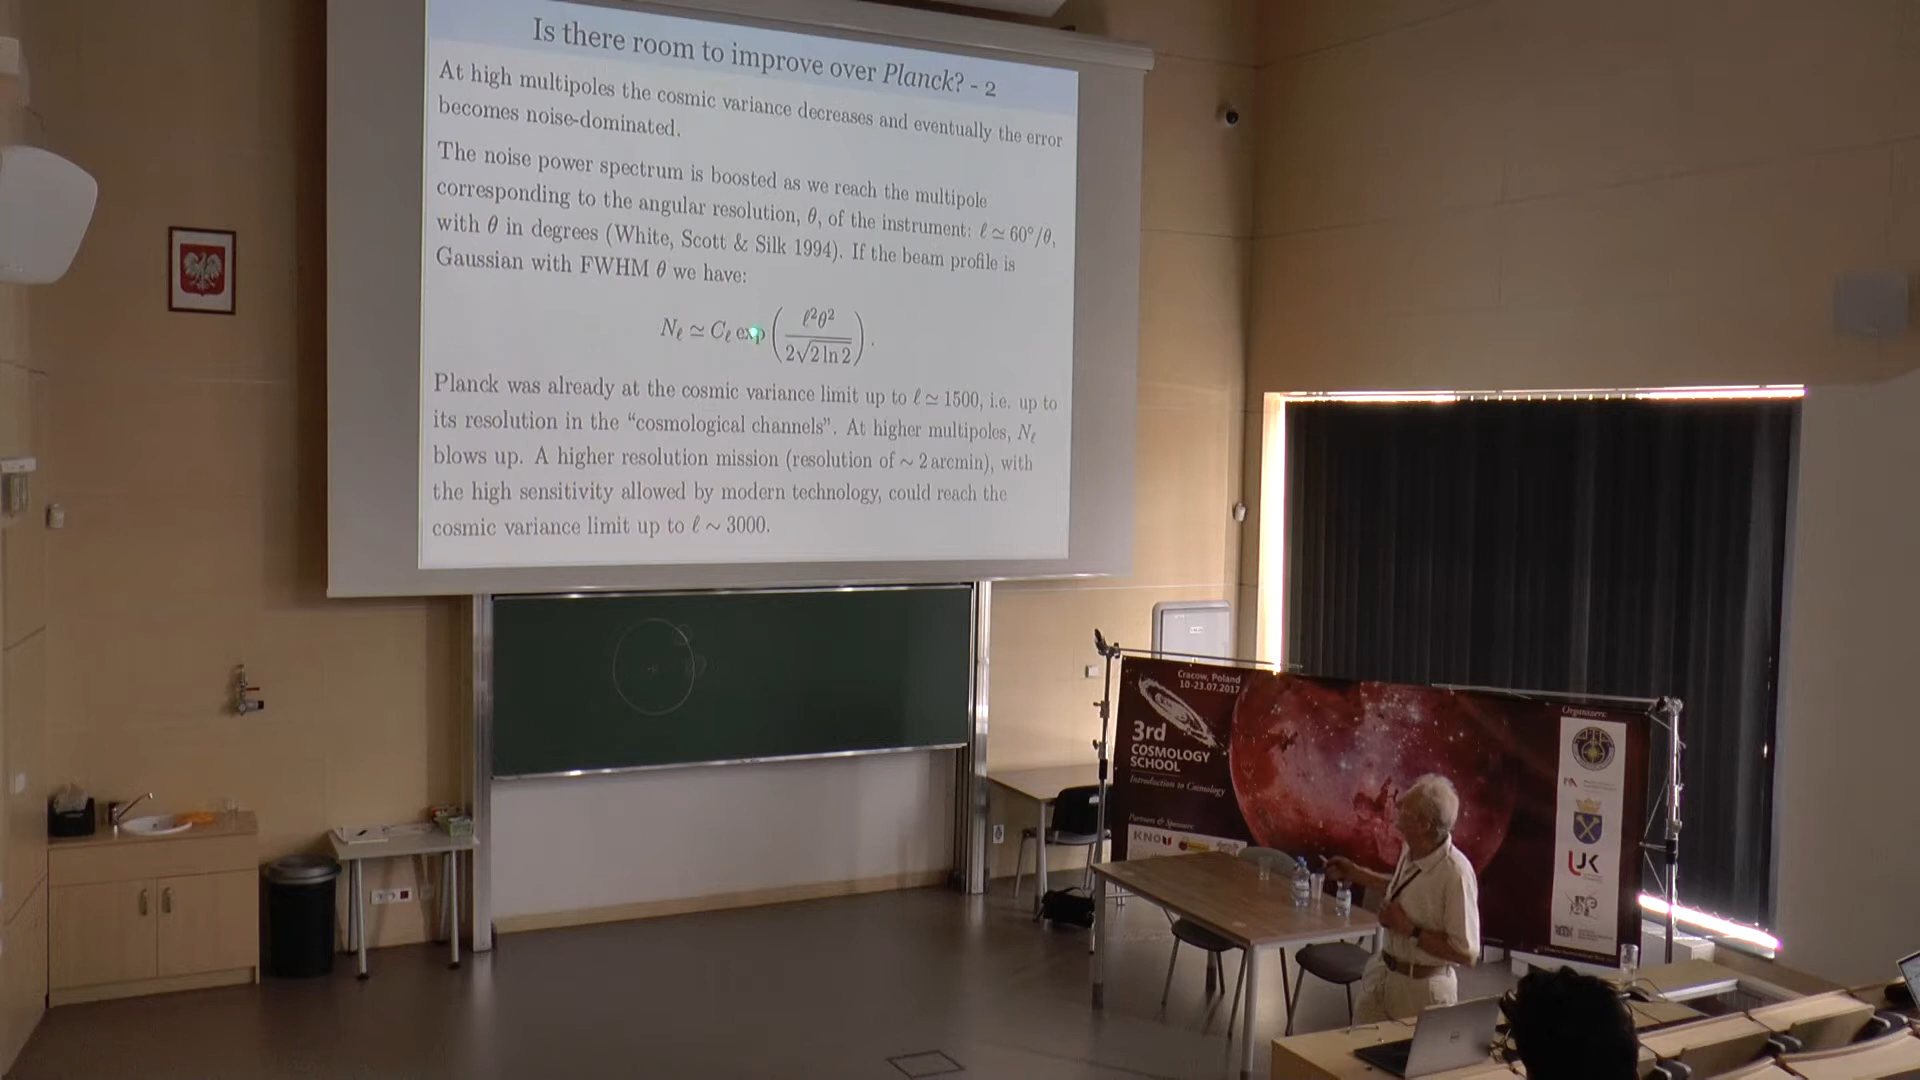 Is there room to improve over Planck? - 2
At high multipoles the cosmic variance decreases and eventually the error
becomes noise-dominated.
The noise power spectrum is boosted as we reach the multipole
corresponding to the angular resolution, θ, of the instrument: ℓ ≃ 60°/θ,
with θ in degrees (White, Scott & Silk 1994). If the beam profile is
Gaussian with FWHM θ we have:
N_ℓ ≃ C_ℓ exp ( ℓ²θ² / 2√2 ln 2 ) .
Planck was already at the cosmic variance limit up to ℓ ≃ 1500, i.e. up to
its resolution in the “cosmological channels”. At higher multipoles, N_ℓ
blows up. A higher resolution mission (resolution of ∼ 2 arcmin), with
the high sensitivity allowed by modern technology, could reach the
cosmic variance limit up to ℓ ∼ 3000.
Cracow, Poland
10-23.07.2017
3rd
COSMOLOGY
SCHOOL
Introduction to Cosmology
Partners & Sponsors:
KNOW
Organizers:
UJK